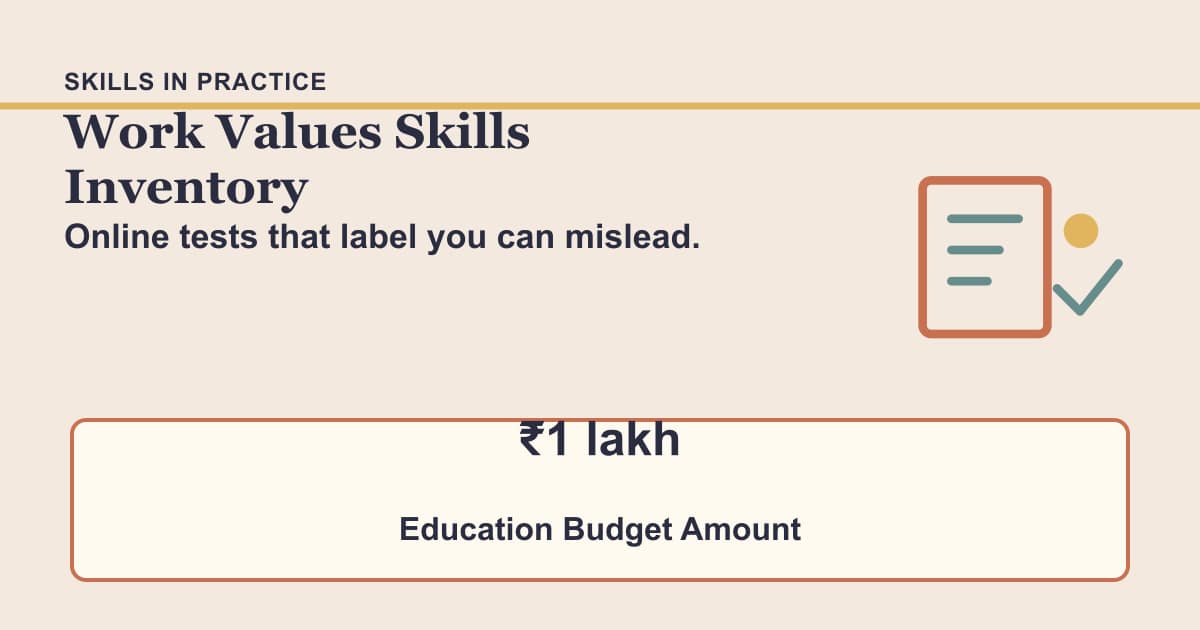 SKILLS IN PRACTICE
Work Values Skills
Inventory
Online tests that label you can mislead.
₹1 lakh
Education Budget Amount